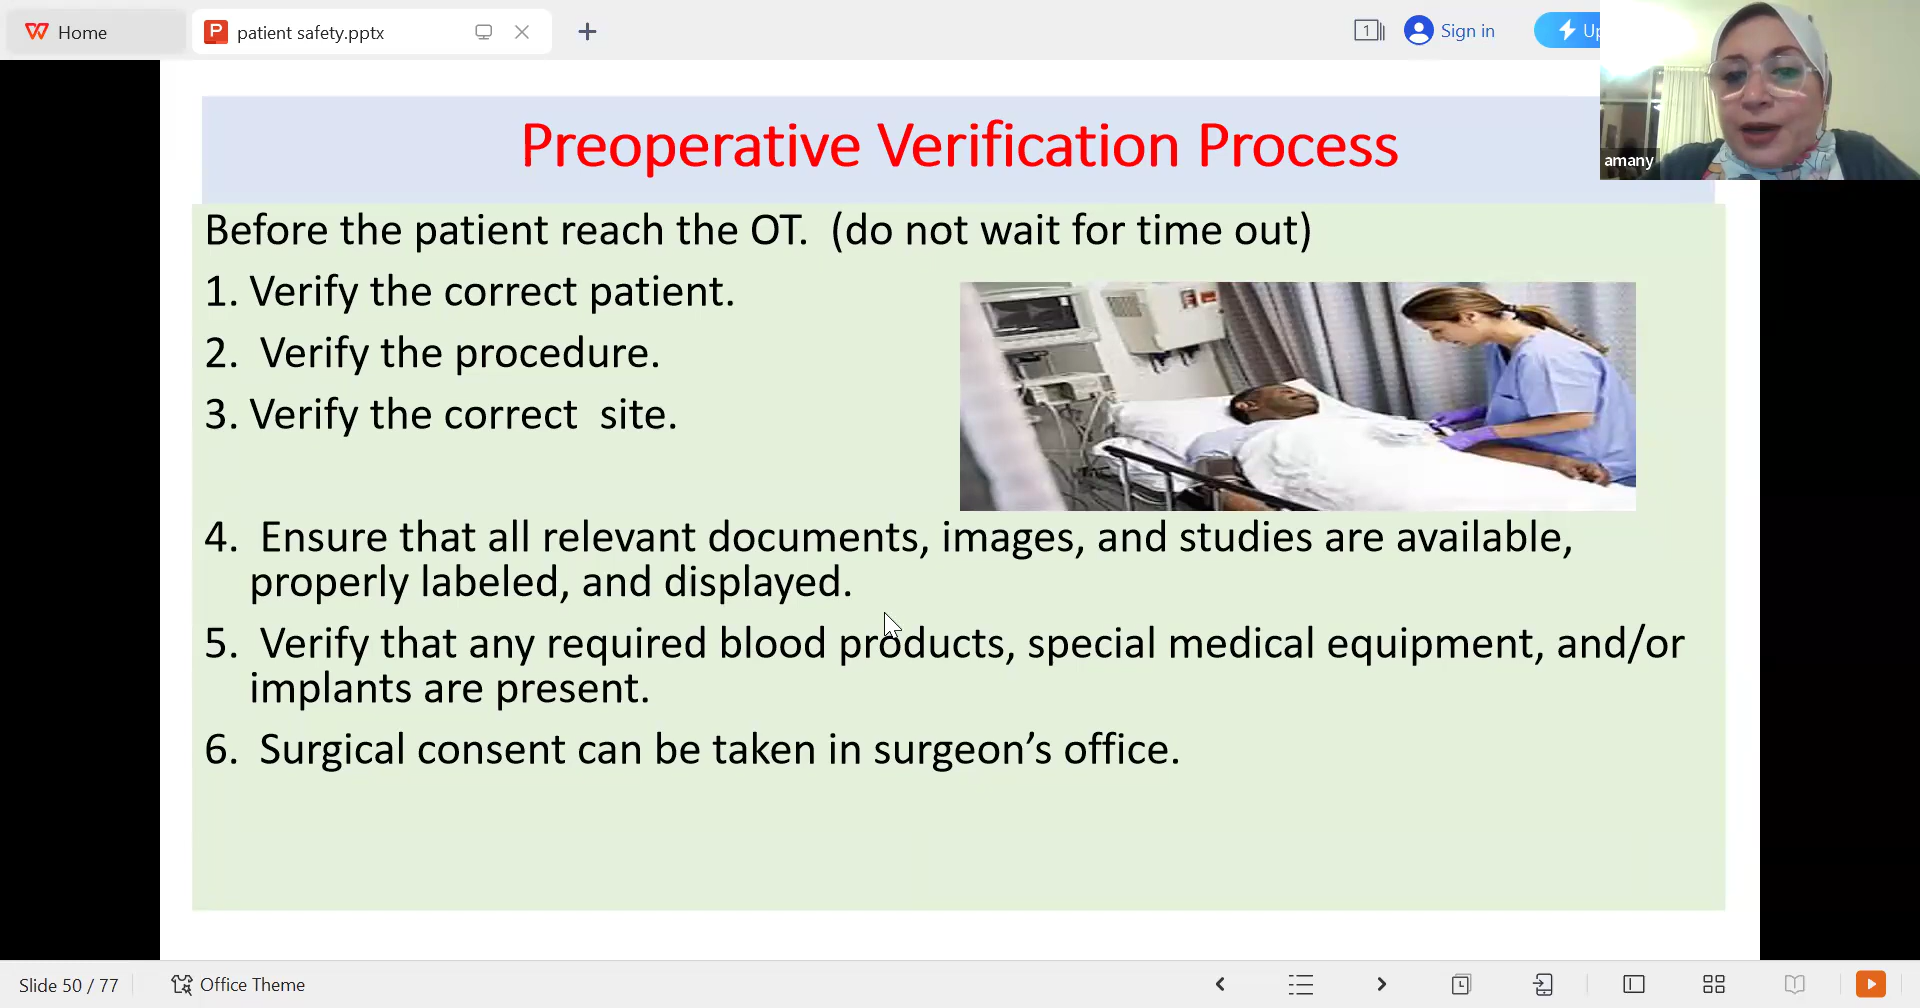 Home
patient safety.pptx
1
Sign in
Preoperative Verification Process
amany
Before the patient reach the OT. (do not wait for time out)
1. Verify the correct patient.
2. Verify the procedure.
3. Verify the correct site.
4. Ensure that all relevant documents, images, and studies are available,
properly labeled, and displayed.
5. Verify that any required blood products, special medical equipment, and/or
implants are present.
6. Surgical consent can be taken in surgeon’s office.
Slide 50 / 77
Office Theme